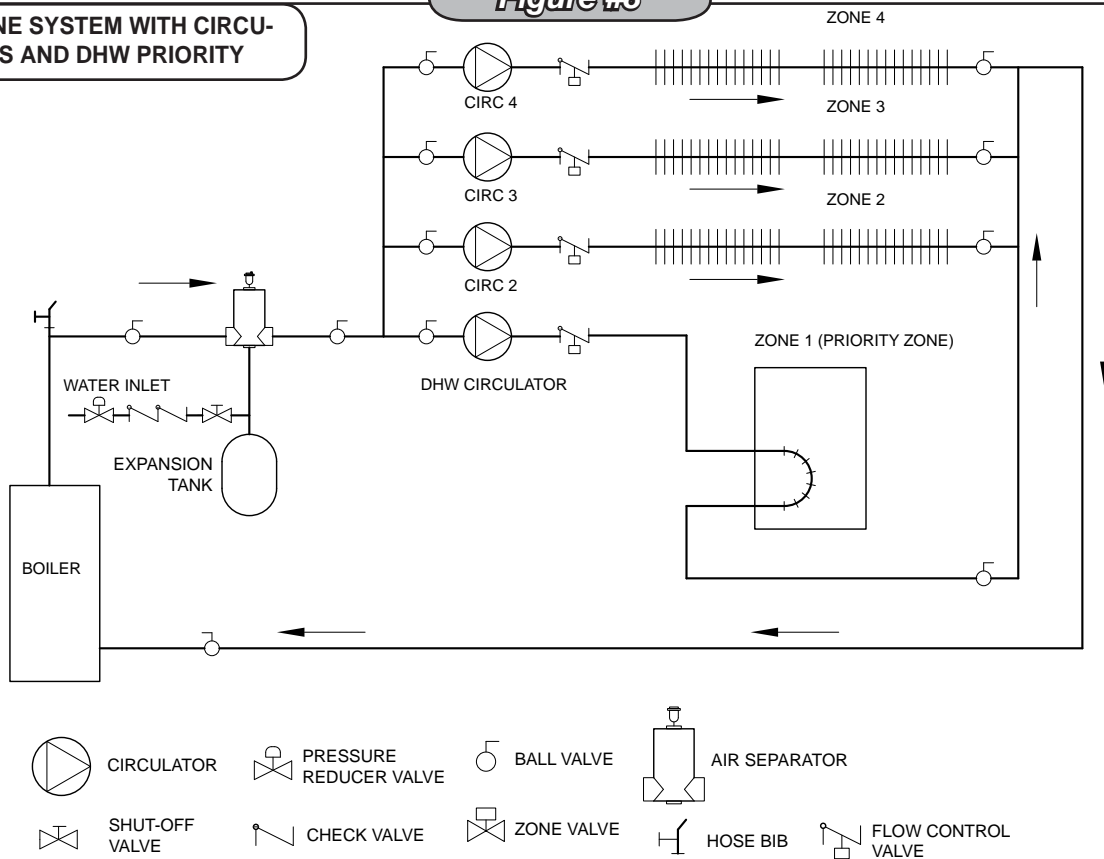 NE SYSTEM WITH CIRCU-
S AND DHW PRIORITY
Figure
ZONE 4
CIRC 4
ZONE 3
CIRC 3
ZONE 2
CIRC 2
ZONE 1 (PRIORITY ZONE)
DHW CIRCULATOR
WATER INLET
EXPANSION
TANK
BOILER
CIRCULATOR
PRESSURE
REDUCER VALVE
BALL VALVE
AIR SEPARATOR
SHUT-OFF
VALVE
CHECK VALVE
ZONE VALVE
HOSE BIB
FLOW CONTROL
VALVE